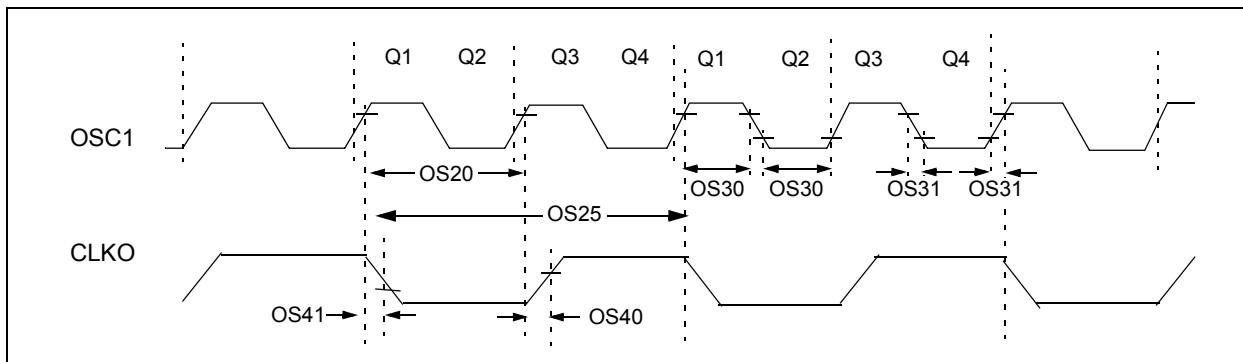 Q1 Q2 Q3 Q4 Q1 Q2 Q3 Q4
OSC1
OS20 OS30 OS30 OS31 OS31
OS25
CLKO
OS41 OS40